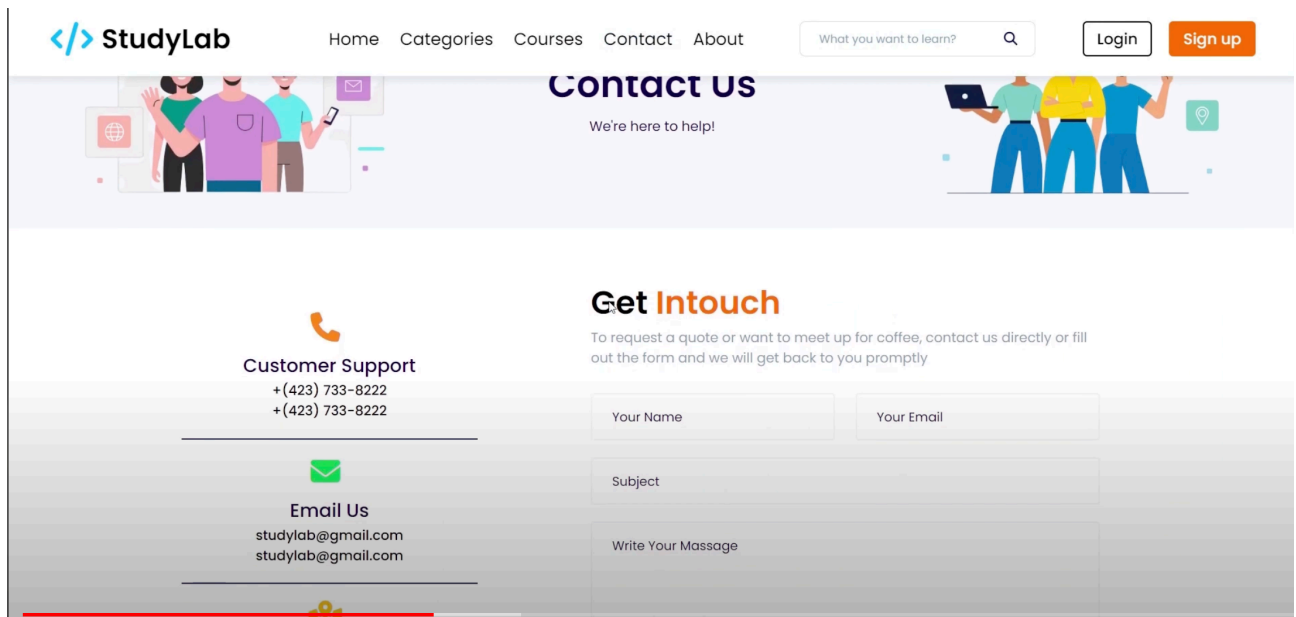 </> StudyLab
Home Categories Courses Contact About
What you want to learn?
Login
Sign up
Contact Us
We're here to help!
Get Intouch
To request a quote or want to meet up for coffee, contact us directly or fill
out the form and we will get back to you promptly
Customer Support
+(423) 733-8222
+(423) 733-8222
Your Name
Your Email
Subject
Email Us
studylab@gmail.com
studylab@gmail.com
Write Your Massage